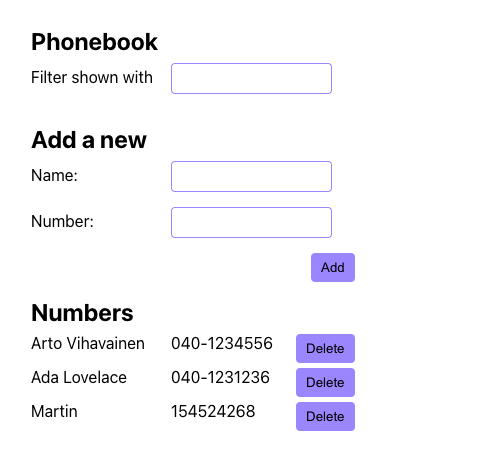 Phonebook
Filter shown with
Add a new
Name:
Number:
Add
Numbers
Arto Vihavainen 040-1234556 Delete
Ada Lovelace 040-1231236 Delete
Martin 154524268 Delete